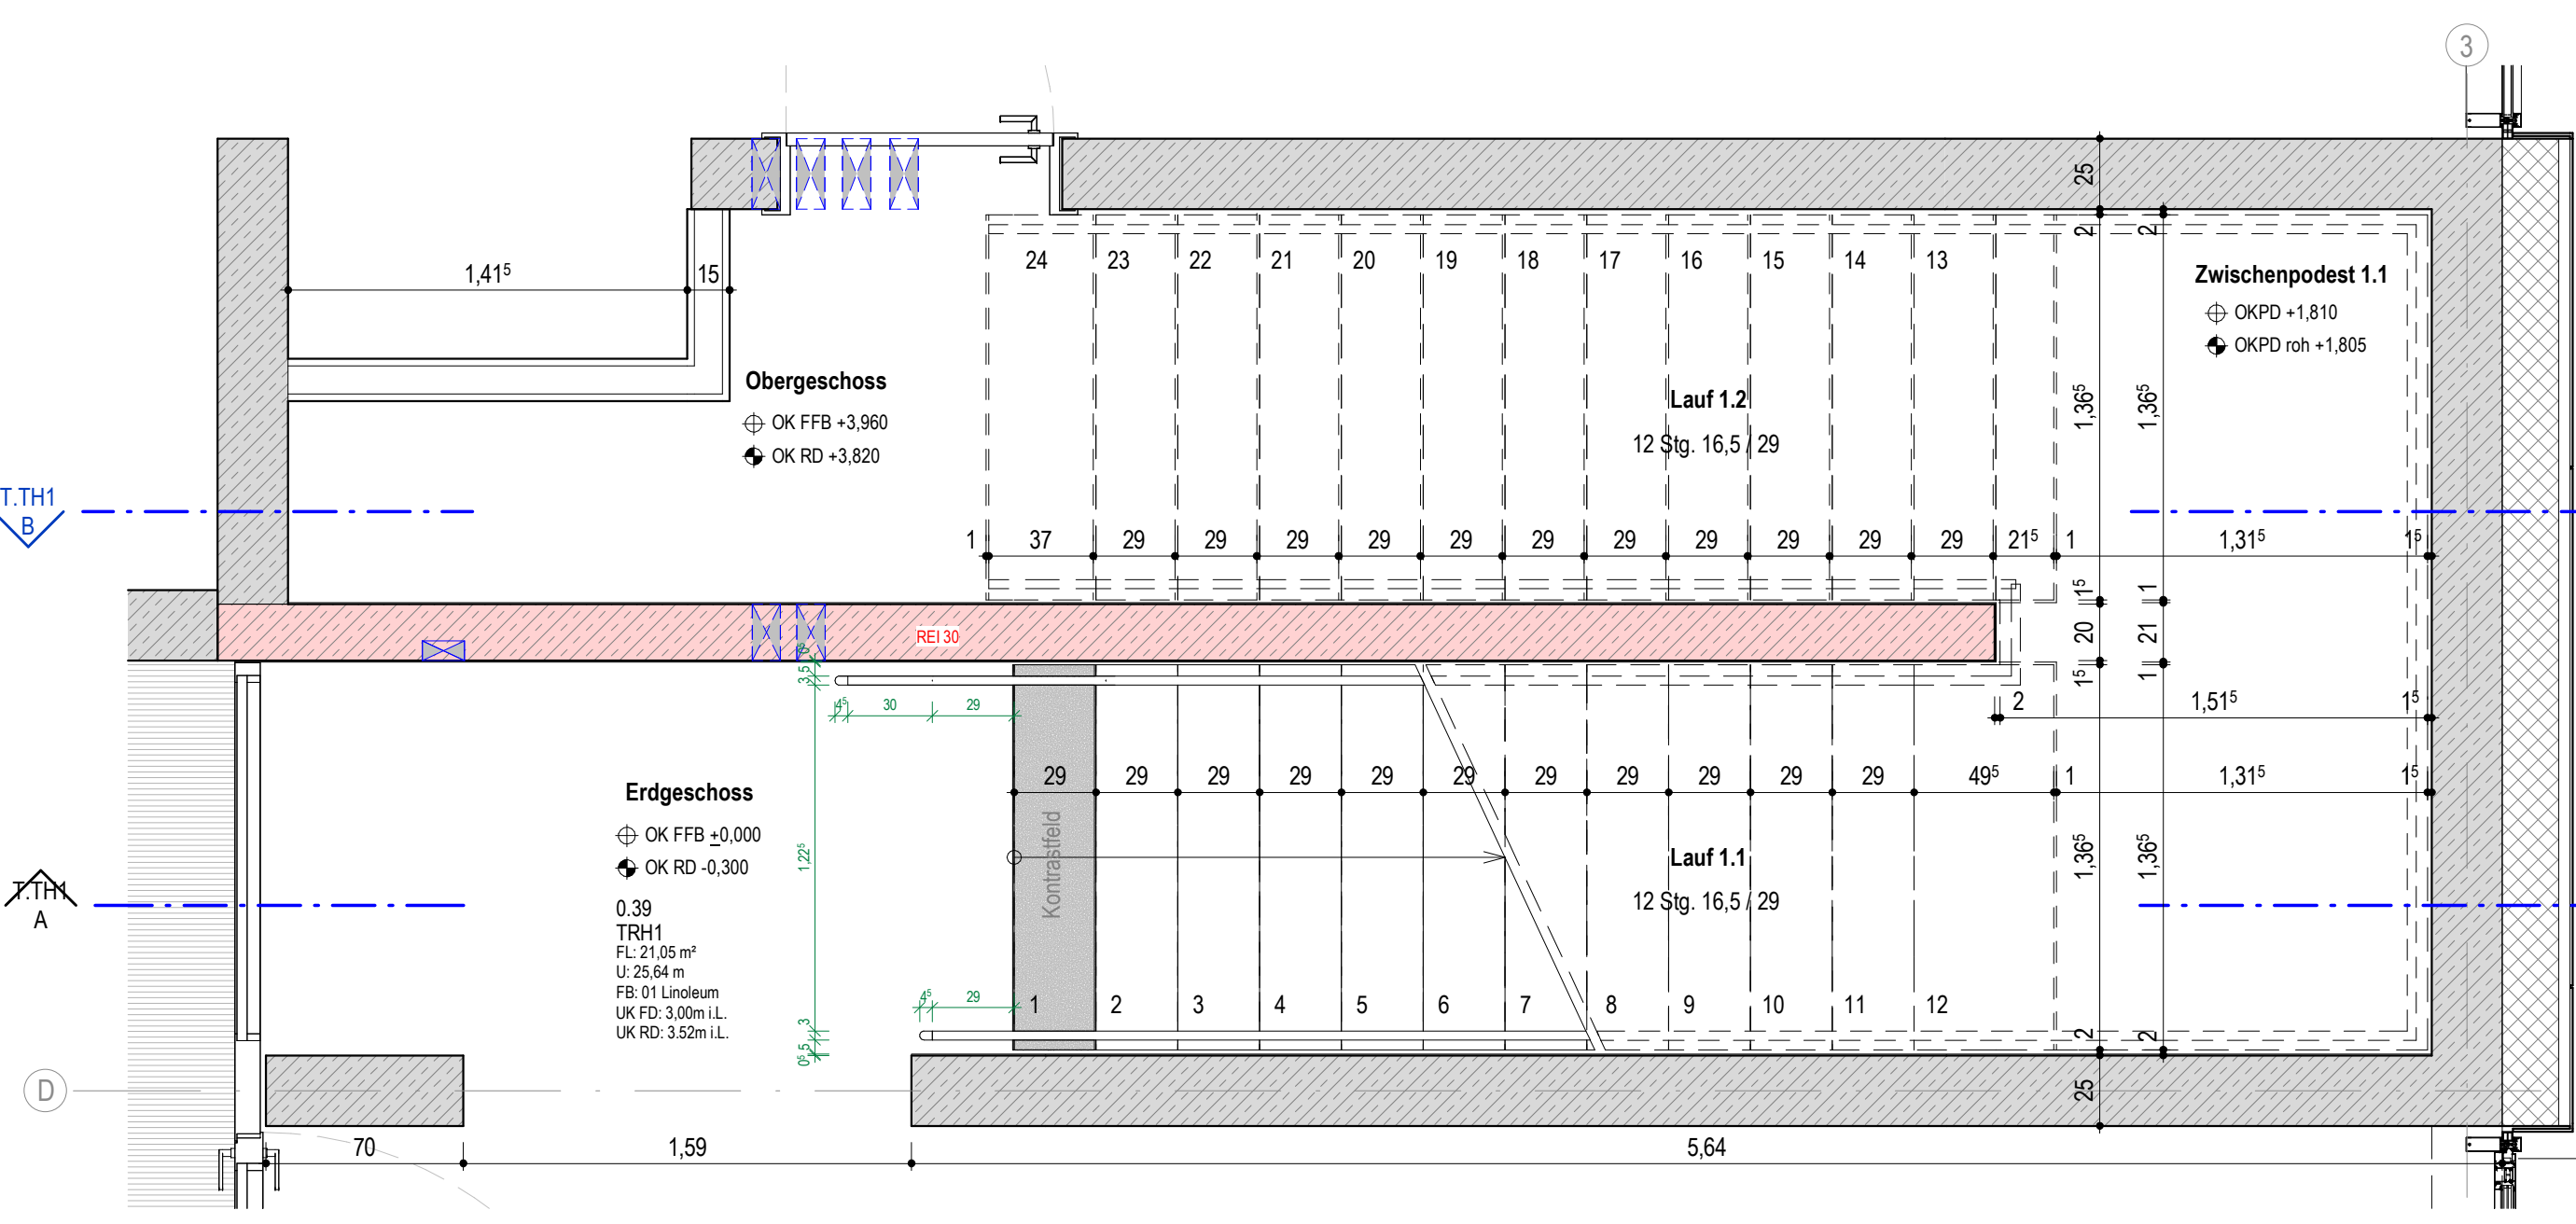 3
25
2
2
24 23 22 21 20 19 18 17 16 15 14 13
Zwischenpodest 1.1
OKPD +1,810
OKPD roh +1,805
1,41⁵ 15
Obergeschoss
OK FFB +3,960
OK RD +3,820
Lauf 1.2
12 Stg. 16,5 / 29
1,36⁵
1,36⁵
T.TH1
B
1 37 29 29 29 29 29 29 29 29 29 29 29 21⁵ 1 1,31⁵ 1⁵
1⁵
1
20
21
1⁵
1
REI 30
0⁵
3,5
4⁵ 30 29
2 1,51⁵ 1⁵
29 29 29 29 29 29 29 29 29 29 29 49⁵ 1 1,31⁵ 1⁵
Erdgeschoss
OK FFB ±0,000
OK RD -0,300
Kontrastfeld
1,22⁵
Lauf 1.1
12 Stg. 16,5 / 29
1,36⁵
1,36⁵
T.TH1
A
0.39
TRH1
FL: 21,05 m²
U: 25,64 m
FB: 01 Linoleum
UK FD: 3,00m i.L.
UK RD: 3.52m i.L.
4⁵ 29
1 2 3 4 5 6 7 8 9 10 11 12
3
5
0⁵
2
2
25
D
70 1,59 5,64